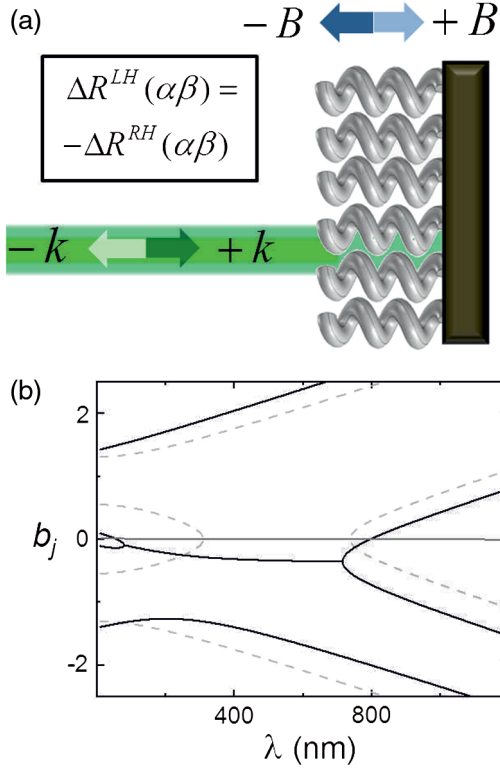 (a)
− B + B
ΔR^{LH}(αβ) =
−ΔR^{RH}(αβ)
− k + k
(b)
2
b_j
0
-2
400 800
λ (nm)